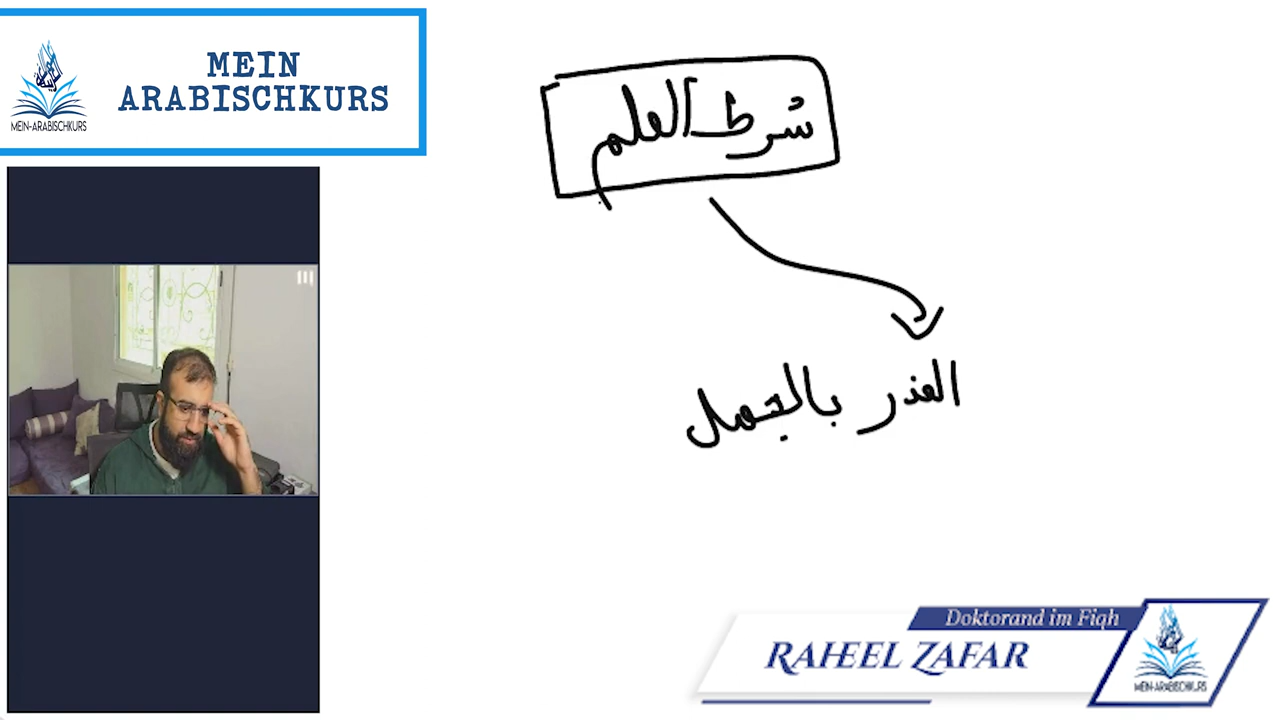 MEIN
ARABISCHKURS
MEIN-ARABISCHKURS
شرط العلم
العذر بالجهل
Doktorand im Fiqh
RAHEEL ZAFAR
MEIN-ARABISCHKURS